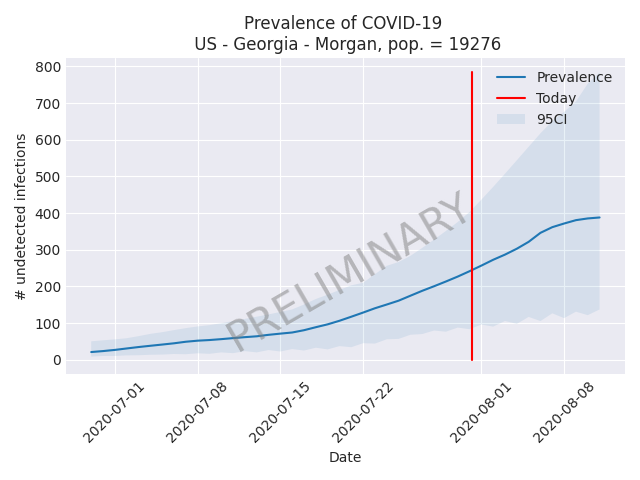 Prevalence of COVID-19
US - Georgia - Morgan, pop. = 19276
800
700
600
500
400
300
200
100
0
# undetected infections
Prevalence
Today
95CI
PRELIMINARY
2020-07-01
2020-07-08
2020-07-15
2020-07-22
2020-08-01
2020-08-08
Date